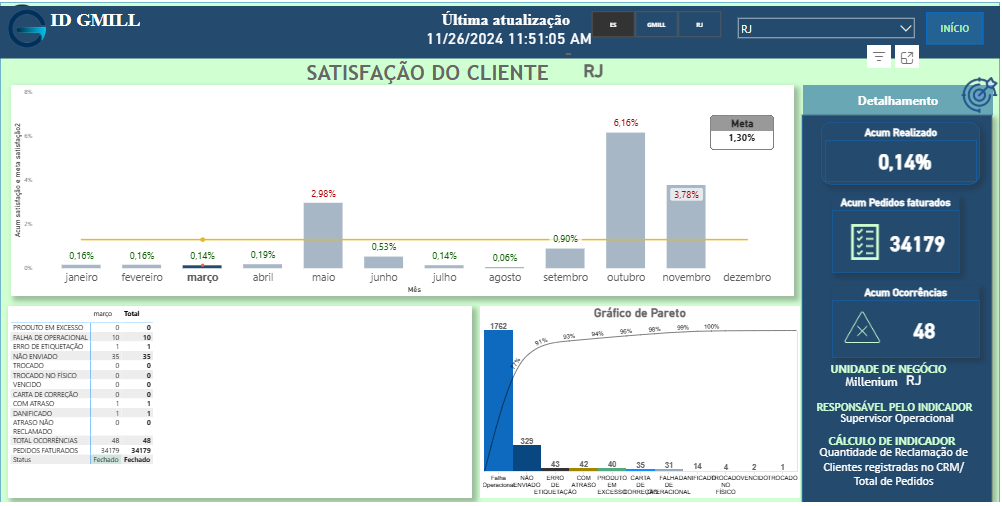 ID GMILL
Última atualização
11/26/2024 11:51:05 AM
ES GMILL RJ
RJ
INÍCIO
SATISFAÇÃO DO CLIENTE RJ
Acum satisfação e meta satisfação2
8%
6%
4%
2%
0%
0,16% 0,16% 0,14% 0,19% 2,98% 0,53% 0,14% 0,06% 0,90% 6,16% 3,78%
janeiro fevereiro março abril maio junho julho agosto setembro outubro novembro dezembro
Mês
Meta
1,30%
Detalhamento
Acum Realizado
0,14%
Acum Pedidos faturados
34179
Acum Ocorrências
48
UNIDADE DE NEGÓCIO
Millenium RJ
RESPONSÁVEL PELO INDICADOR
Supervisor Operacional
CÁLCULO DE INDICADOR
Quantidade de Reclamação de
Clientes registradas no CRM/
Total de Pedidos
março Total
PRODUTO EM EXCESSO 0 0
FALHA DE OPERACIONAL 10 10
ERRO DE ETIQUETAÇÃO 1 1
NÃO ENVIADO 35 35
TROCADO 0 0
TROCADO NO FÍSICO 0 0
VENCIDO 0 0
CARTA DE CORREÇÃO 0 0
COM ATRASO 1 1
DANIFICADO 1 1
ATRASO NÃO 0 0
RECLAMADO
TOTAL OCORRÊNCIAS 48 48
PEDIDOS FATURADOS 34179 34179
Status Fechado Fechado
Gráfico de Pareto
1762 329 43 42 40 35 31 14 4 2 1
77% 91% 93% 94% 96% 98% 99% 100%
Falha NÃO ERRO COM PRODUTO CARTA FALHA DANIFICADO TROCADO VENCIDO TROCADO
Operacional ENVIADO DE ATRASO EM DE DE NO
ETIQUETAÇÃO EXCESSO CORREÇÃO OPERACIONAL FÍSICO